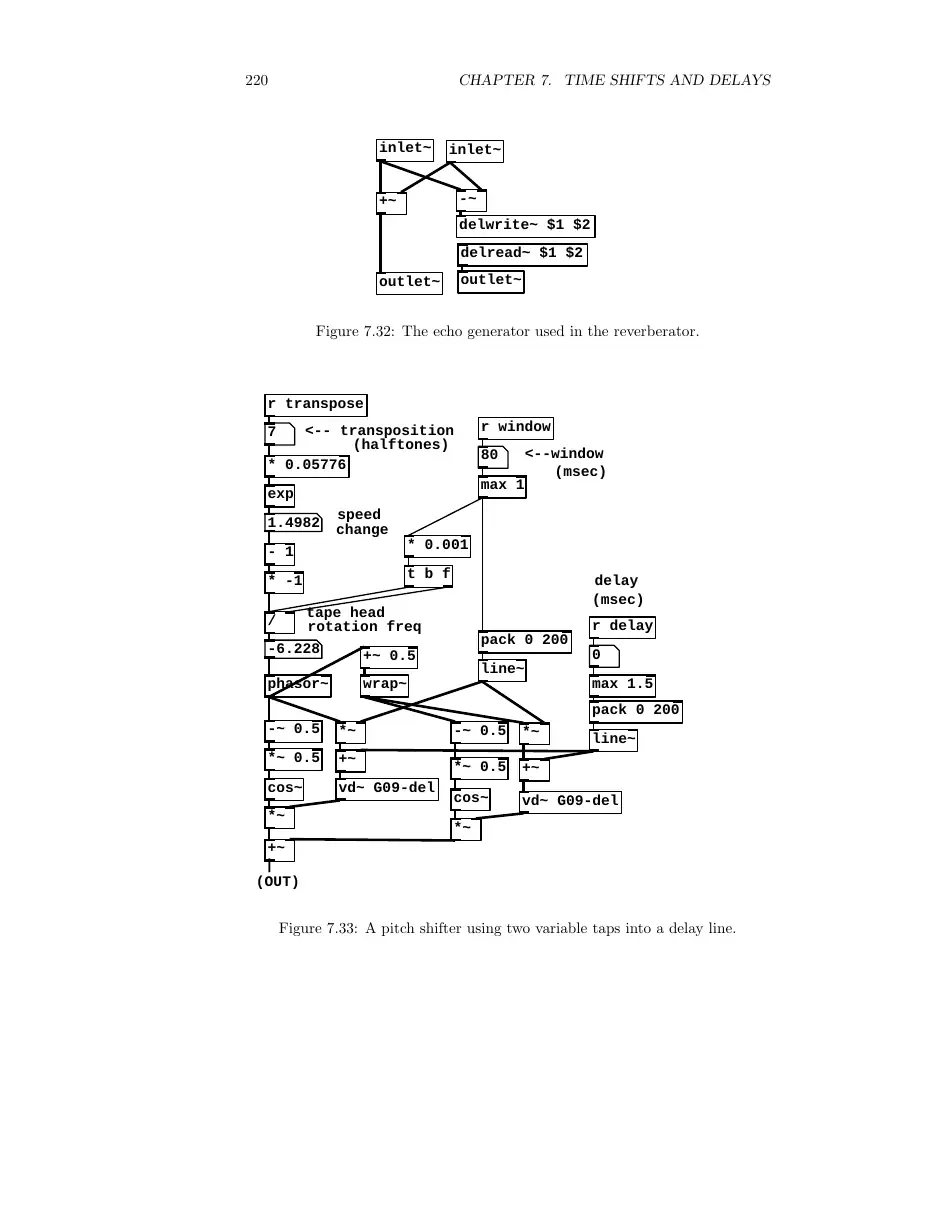 220 CHAPTER 7. TIME SHIFTS AND DELAYS
inlet~ inlet~
+~ -~
delwrite~ $1 $2
delread~ $1 $2
outlet~ outlet~
Figure 7.32: The echo generator used in the reverberator.
r transpose
7 <-- transposition
(halftones)
* 0.05776
exp
1.4982 speed
change
- 1
* -1
/ tape head
rotation freq
-6.228
phasor~
+~ 0.5
wrap~
r window
80 <--window
(msec)
max 1
* 0.001
t b f
pack 0 200
line~
delay
(msec)
r delay
0
max 1.5
pack 0 200
line~
-~ 0.5 *~ -~ 0.5 *~
*~ 0.5 +~ *~ 0.5 +~
cos~ vd~ G09-del cos~ vd~ G09-del
*~ *~
+~
(OUT)
Figure 7.33: A pitch shifter using two variable taps into a delay line.